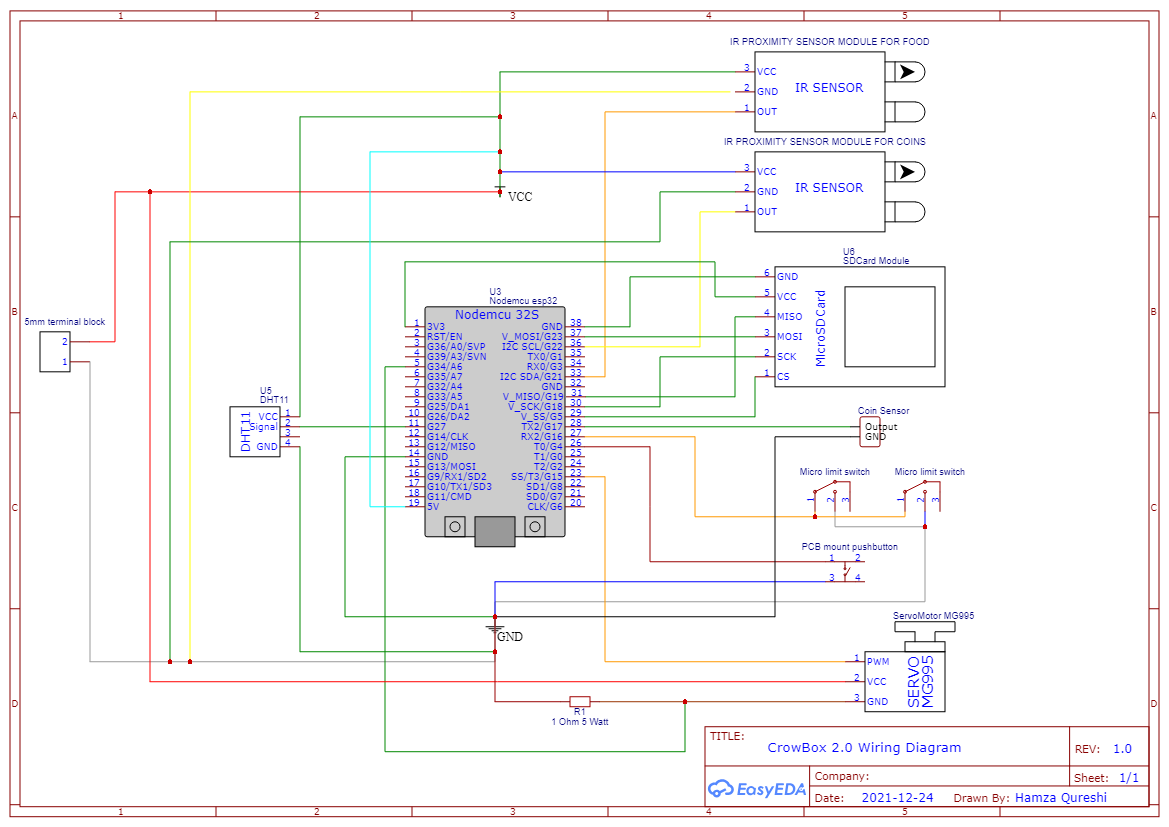 1 2 3 4 5
A
B
C
D
A
B
C
D
1 2 3 4 5
IR PROXIMITY SENSOR MODULE FOR FOOD
3 VCC
2 GND
1 OUT
IR SENSOR
IR PROXIMITY SENSOR MODULE FOR COINS
3 VCC
2 GND
1 OUT
IR SENSOR
VCC
U6
SDCard Module
6 GND
5 VCC
4 MISO
3 MOSI
2 SCK
1 CS
MicroSDCard
5mm terminal block
2
1
U3
Nodemcu esp32
Nodemcu 32S
1 3V3 GND 38
2 RST/EN V_MOSI/G23 37
3 G36/A0/SVP I2C SCL/G22 36
4 G39/A3/SVN TX0/G1 35
5 G34/A6 RX0/G3 34
6 G35/A7 I2C SDA/G21 33
7 G32/A4 GND 32
8 G33/A5 V_MISO/G19 31
9 G25/DA1 V_SCK/G18 30
10 G26/DA2 V_SS/G5 29
11 G27 TX2/G17 28
12 G14/CLK RX2/G16 27
13 G12/MISO T0/G4 26
14 GND T1/G0 25
15 G13/MOSI T2/G2 24
16 G9/RX1/SD2 SS/T3/G15 23
17 G10/TX1/SD3 SD1/G8 22
18 G11/CMD SD0/G7 21
19 5V CLK/G6 20
U5
DHT11
DHT11
VCC 1
Signal 2
3
GND 4
Coin Sensor
Output
GND
Micro limit switch
1 2 3
Micro limit switch
1 2 3
PCB mount pushbutton
1 2
3 4
GND
ServoMotor MG995
1 PWM
2 VCC
3 GND
SERVO
MG995
R1
1 Ohm 5 Watt
TITLE:
CrowBox 2.0 Wiring Diagram
REV: 1.0
EasyEDA
Company:
Sheet: 1/1
Date: 2021-12-24 Drawn By: Hamza Qureshi